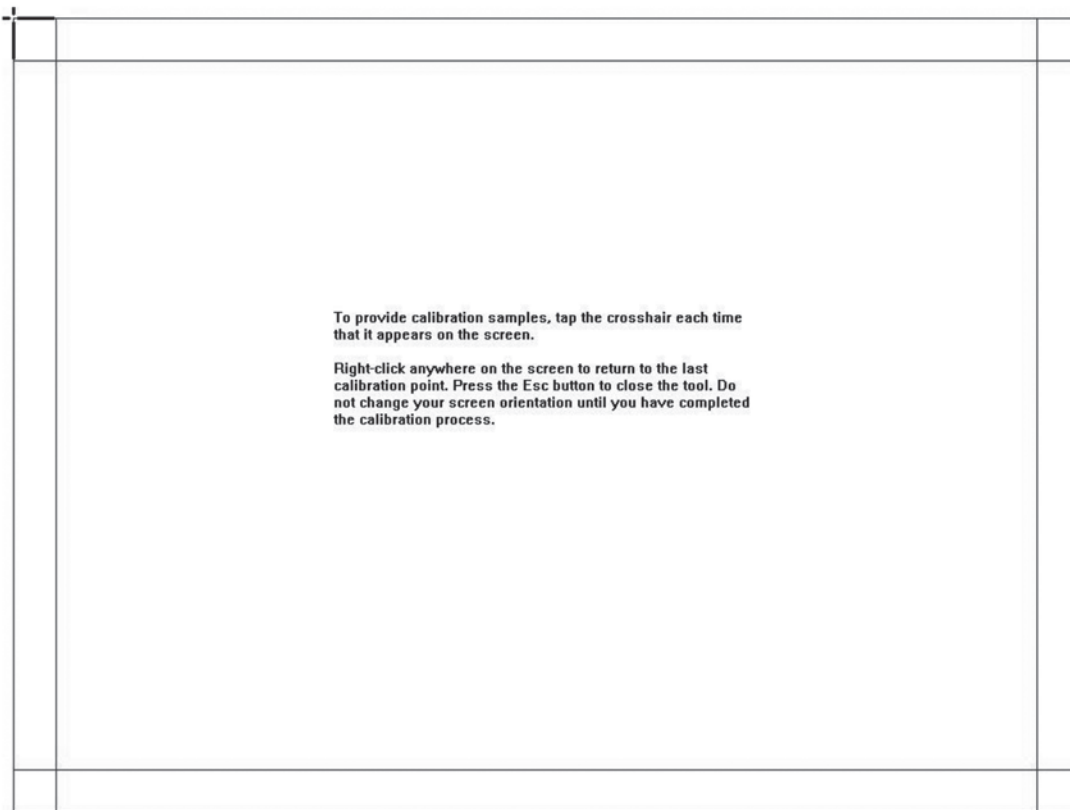 To provide calibration samples, tap the crosshair each time
that it appears on the screen.
Right-click anywhere on the screen to return to the last
calibration point. Press the Esc button to close the tool. Do
not change your screen orientation until you have completed
the calibration process.